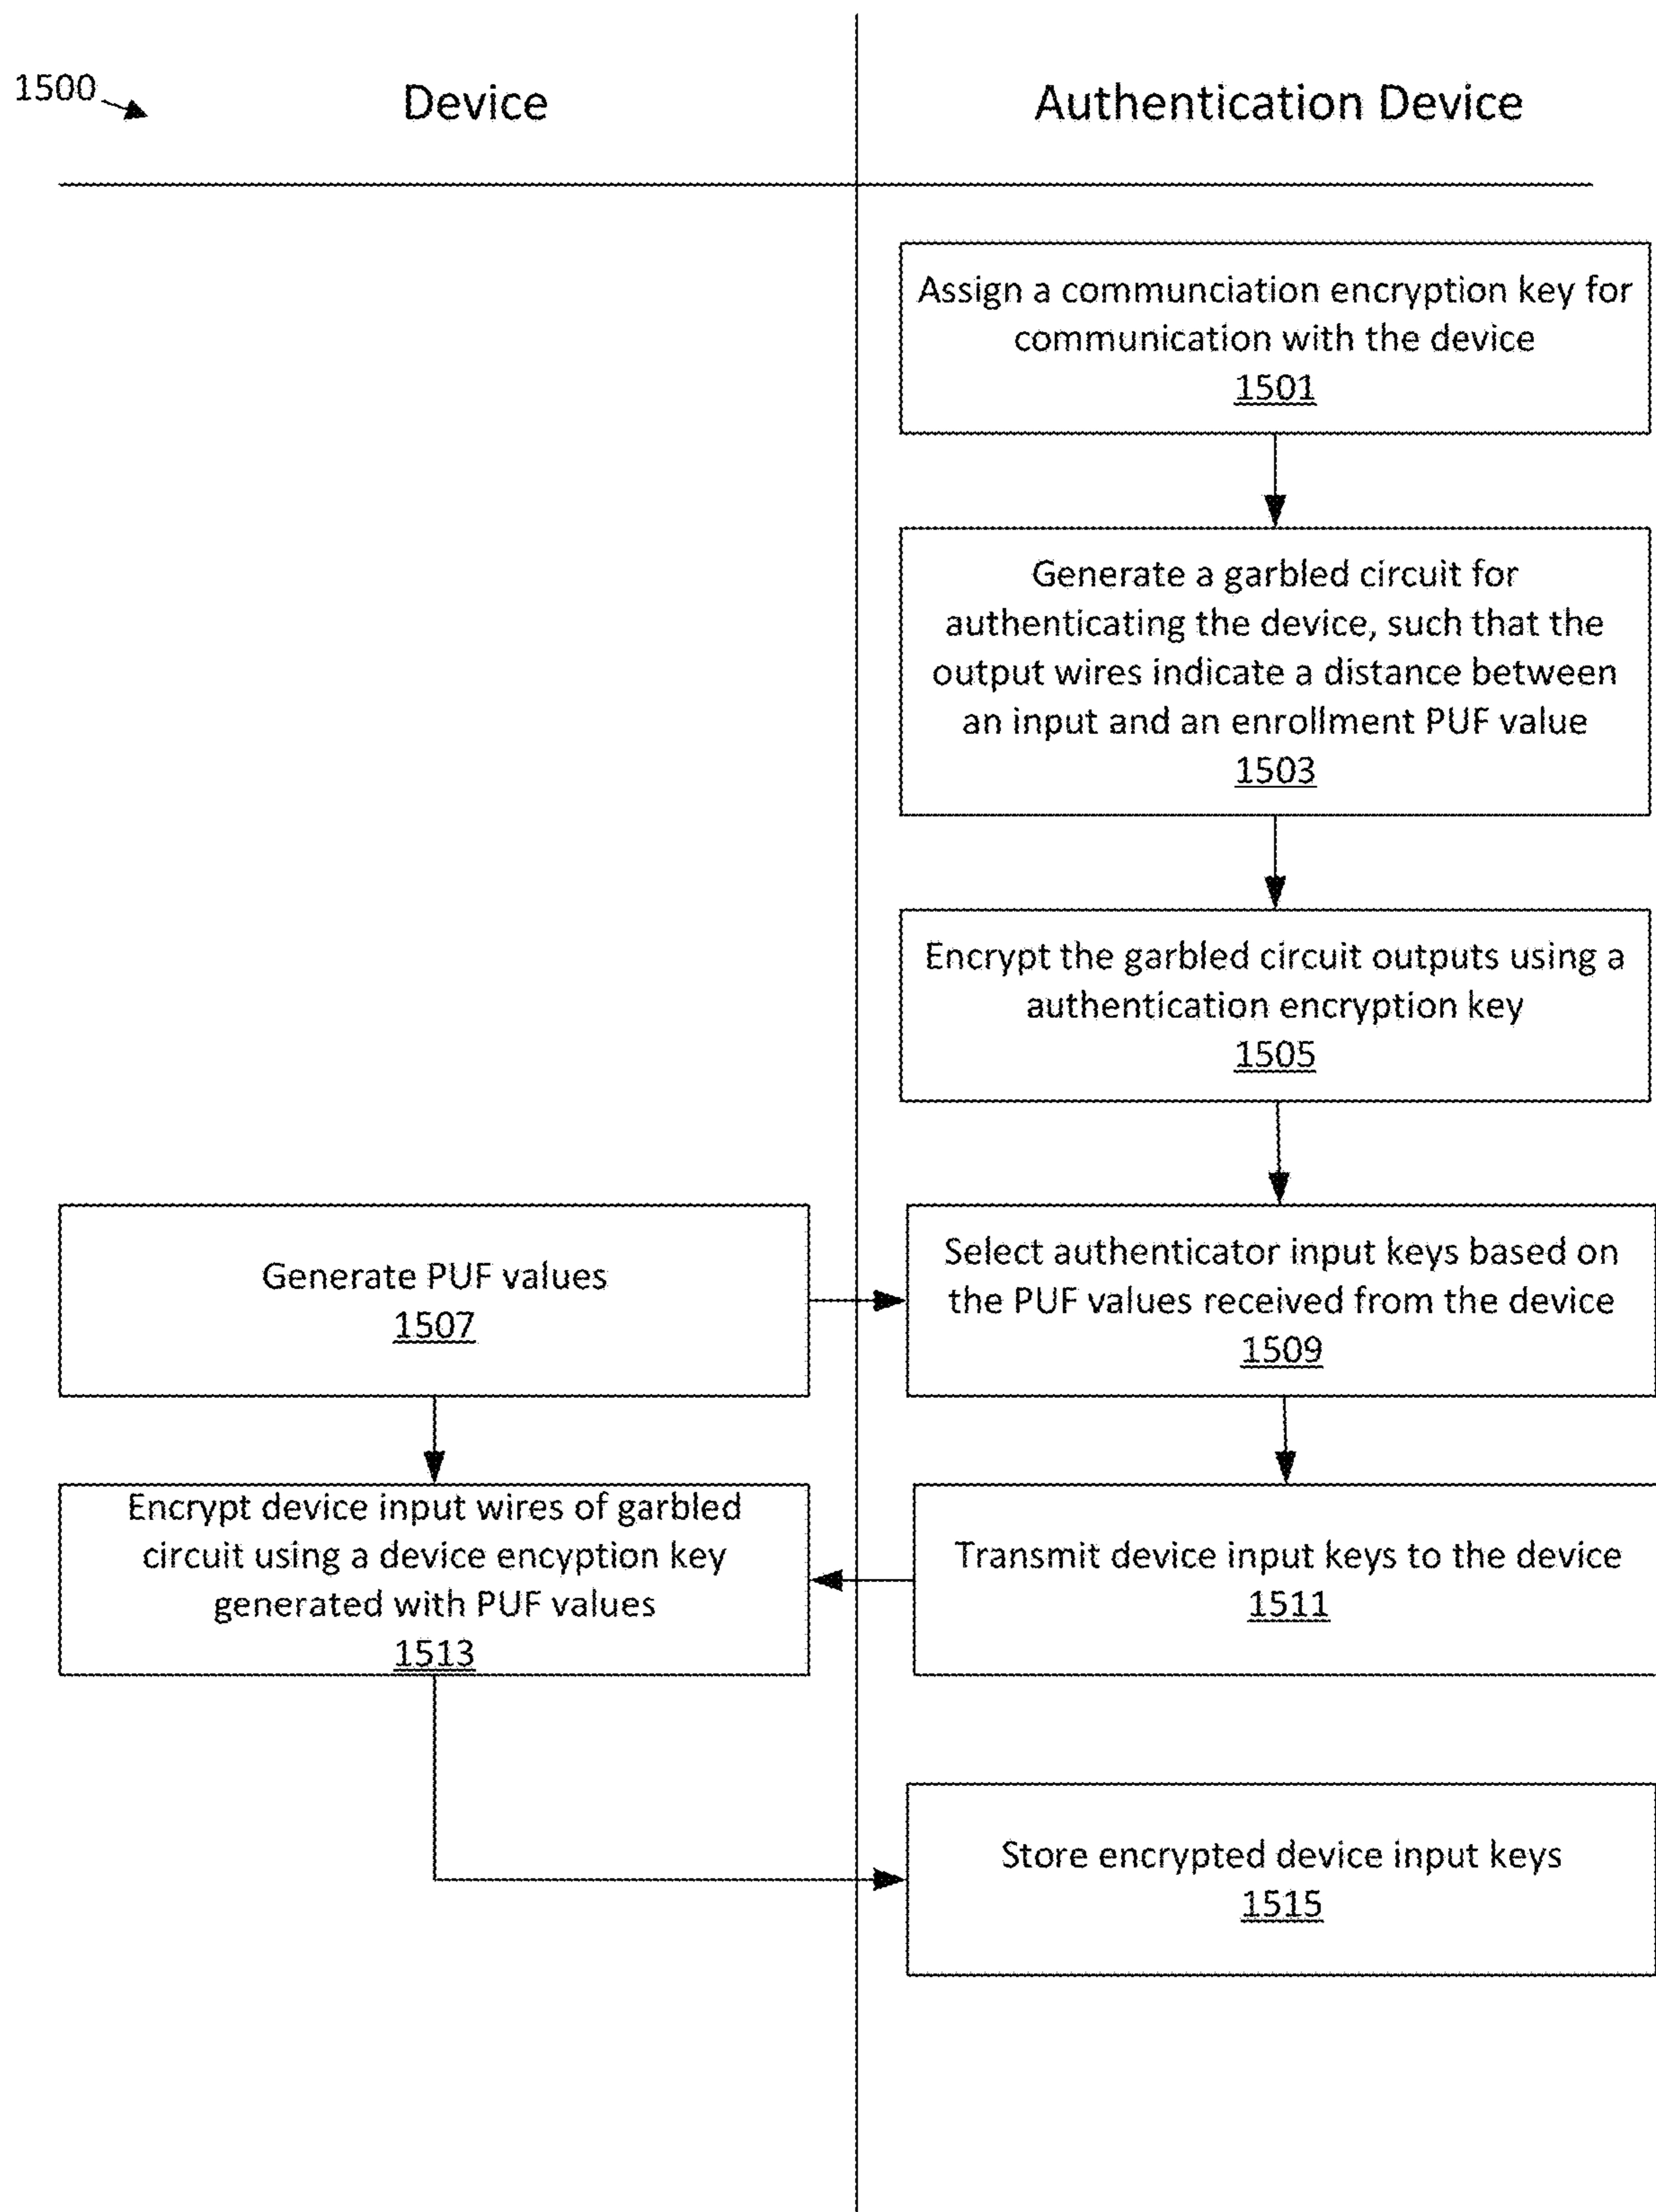 1500
Device
Authentication Device
Assign a communciation encryption key for
communication with the device
1501
Generate a garbled circuit for
authenticating the device, such that the
output wires indicate a distance between
an input and an enrollment PUF value
1503
Encrypt the garbled circuit outputs using a
authentication encryption key
1505
Generate PUF values
1507
Select authenticator input keys based on
the PUF values received from the device
1509
Encrypt device input wires of garbled
circuit using a device encyption key
generated with PUF values
1513
Transmit device input keys to the device
1511
Store encrypted device input keys
1515